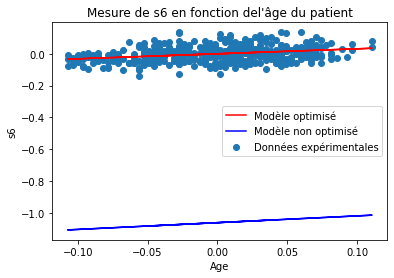 Mesure de s6 en fonction del'âge du patient
0.0
−0.2
−0.4
−0.6
−0.8
−1.0
s6
Modèle optimisé
Modèle non optimisé
Données expérimentales
−0.10
−0.05
0.00
0.05
0.10
Age